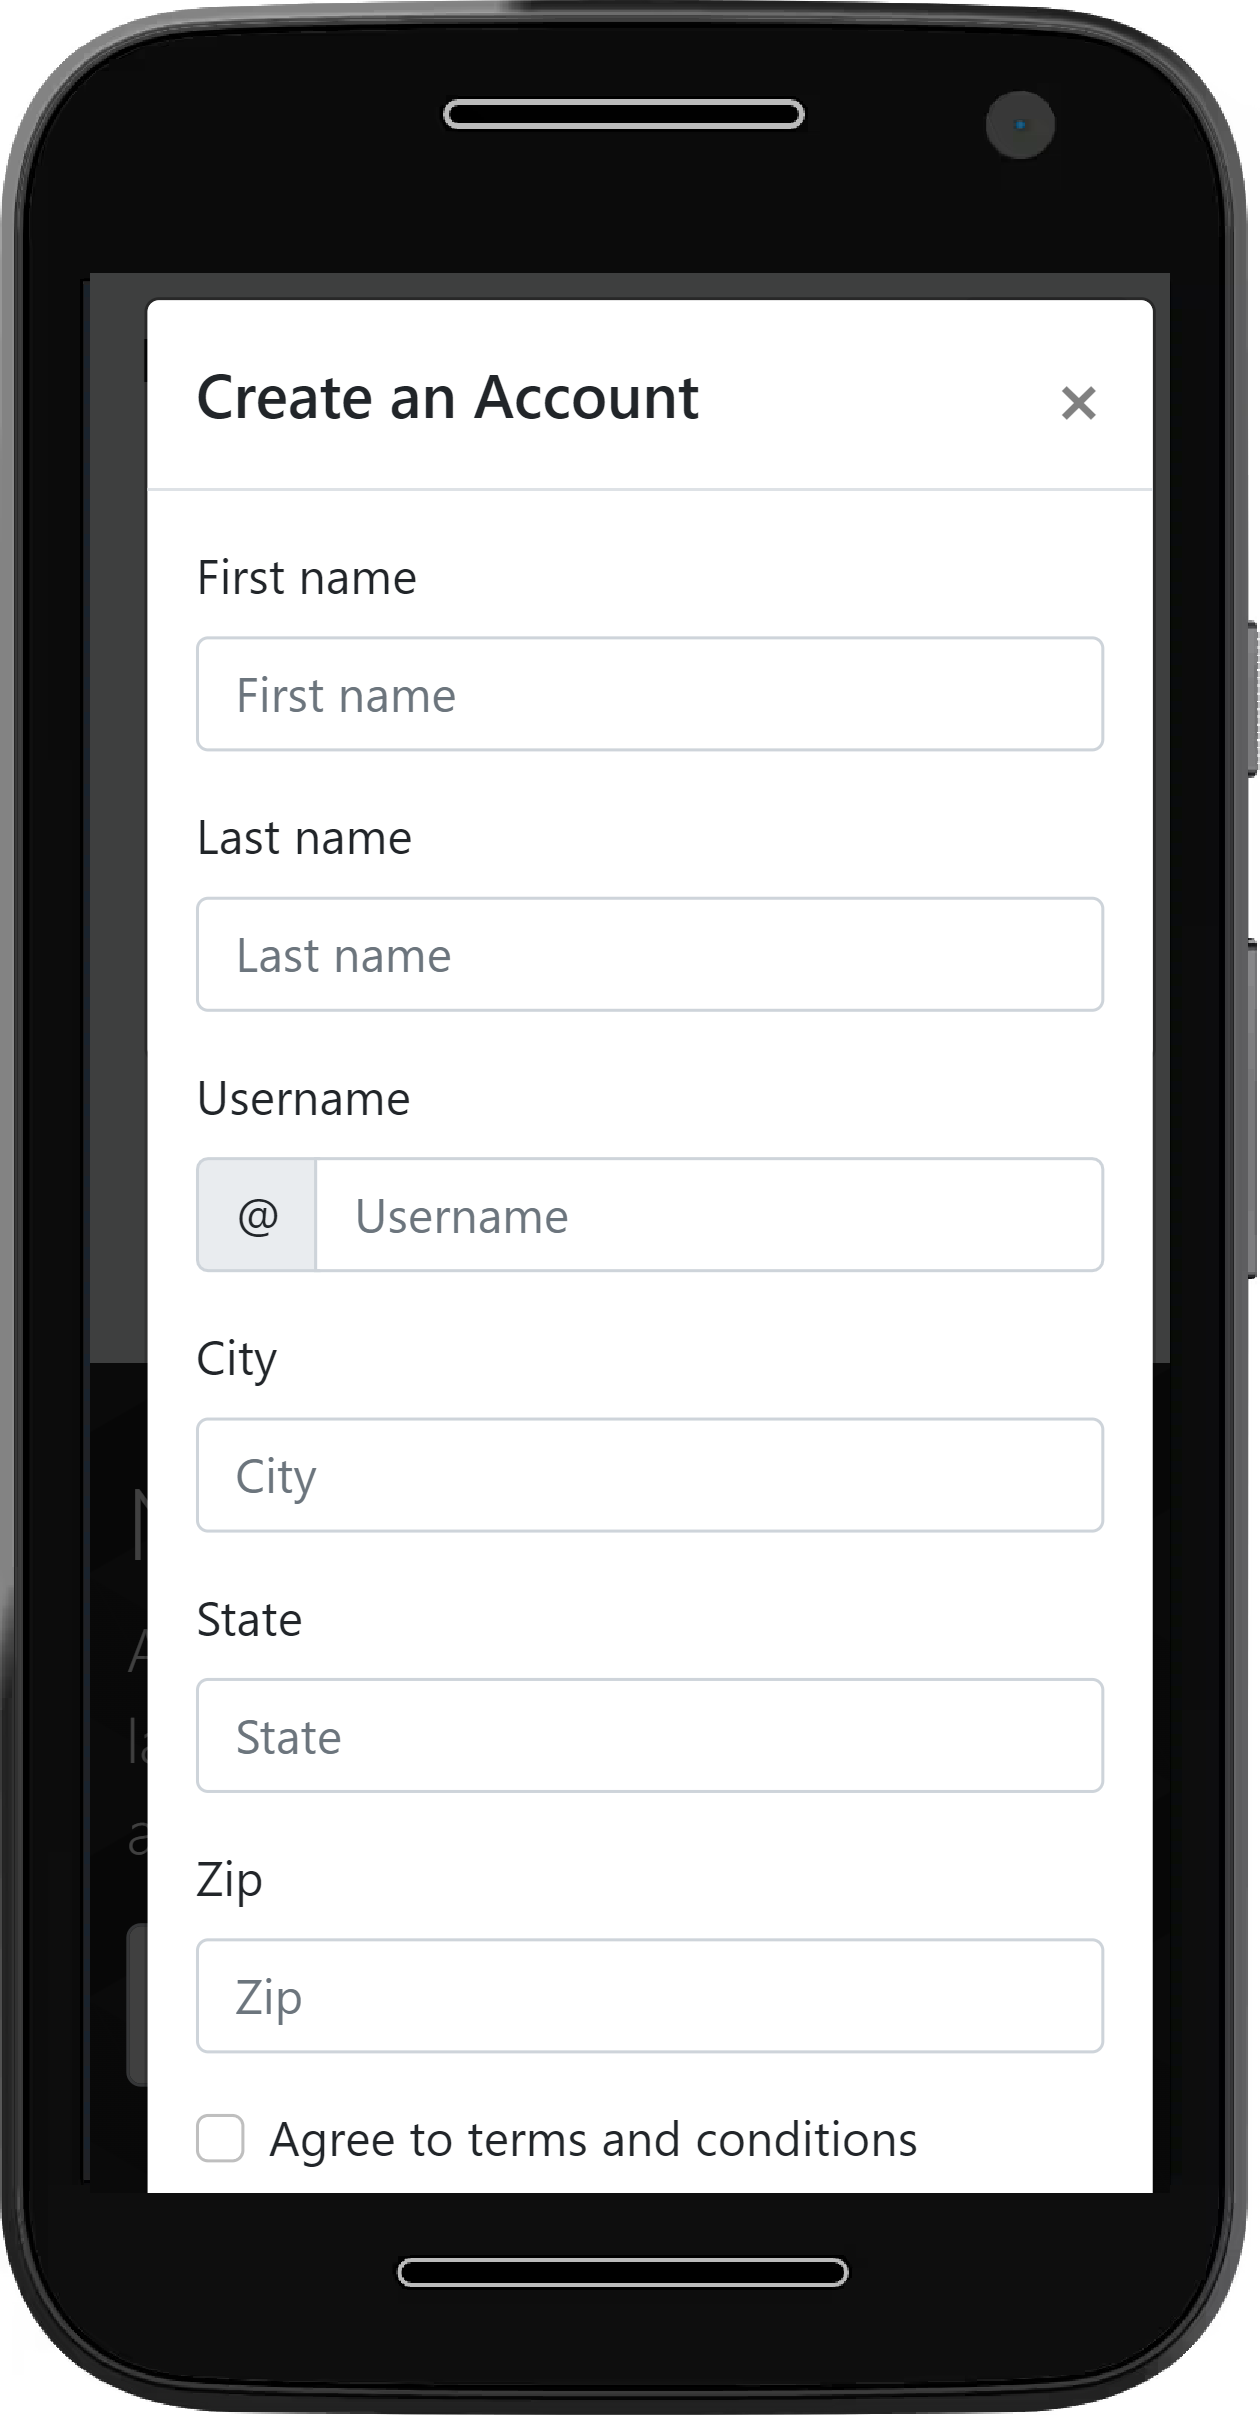 Create an Account ×
First name
First name
Last name
Last name
Username
@ Username
City
City
State
State
Zip
Zip
Agree to terms and conditions